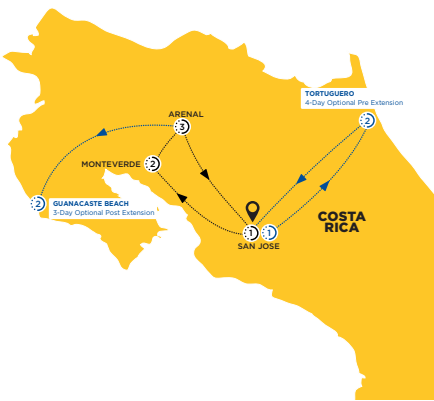 TORTUGUERO
4-Day Optional Pre Extension
2
ARENAL
3
MONTEVERDE
2
2
GUANACASTE BEACH
3-Day Optional Post Extension
COSTA
RICA
1
1
SAN JOSE